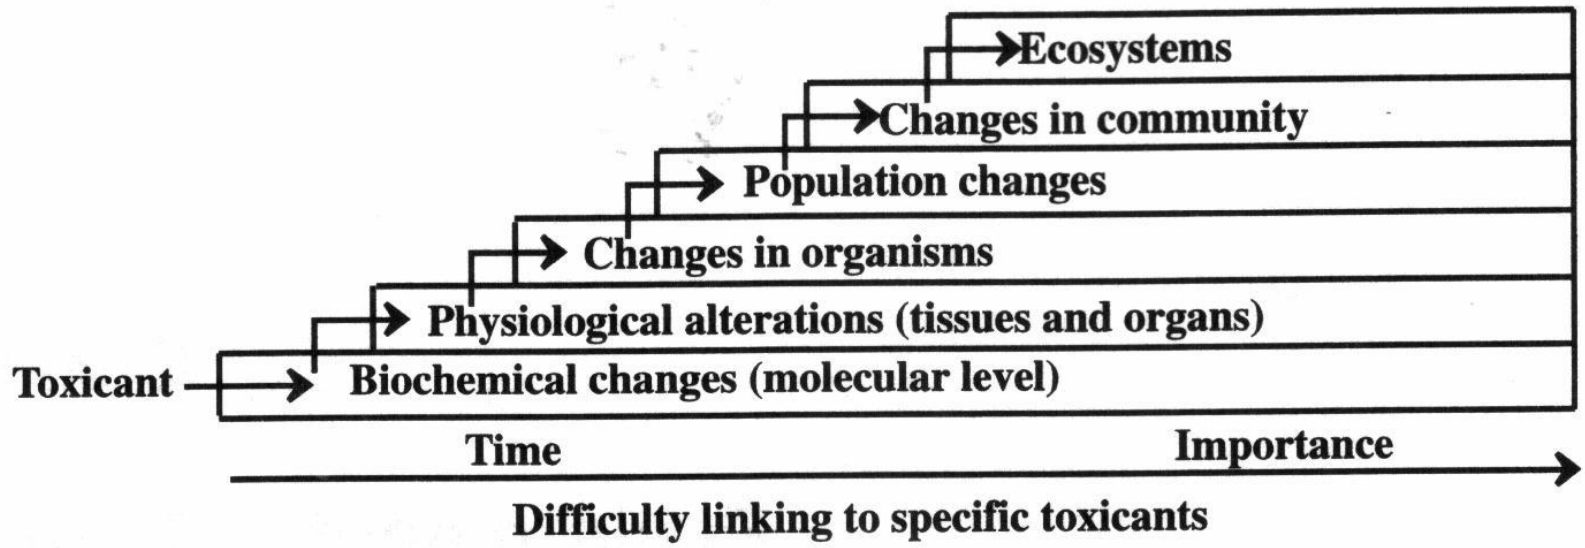 Ecosystems
Changes in community
Population changes
Changes in organisms
Physiological alterations (tissues and organs)
Toxicant
Biochemical changes (molecular level)
Time
Importance
Difficulty linking to specific toxicants